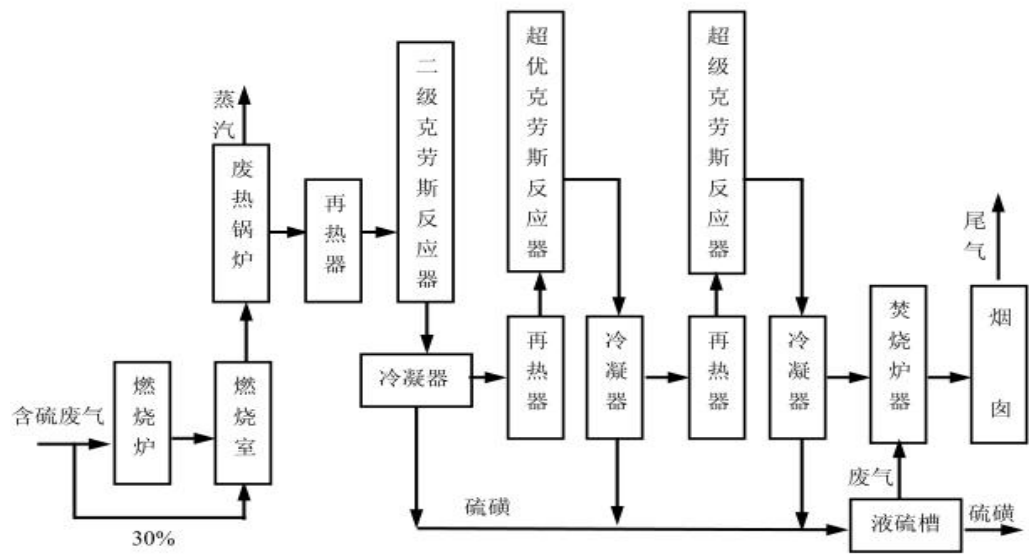 含硫废气
30%
燃烧炉
燃烧室
蒸汽
废热锅炉
再热器
二级克劳斯反应器
冷凝器
再热器
超优克劳斯反应器
冷凝器
再热器
超级克劳斯反应器
冷凝器
焚烧炉器
尾气
烟囱
硫磺
废气
液硫槽
硫磺